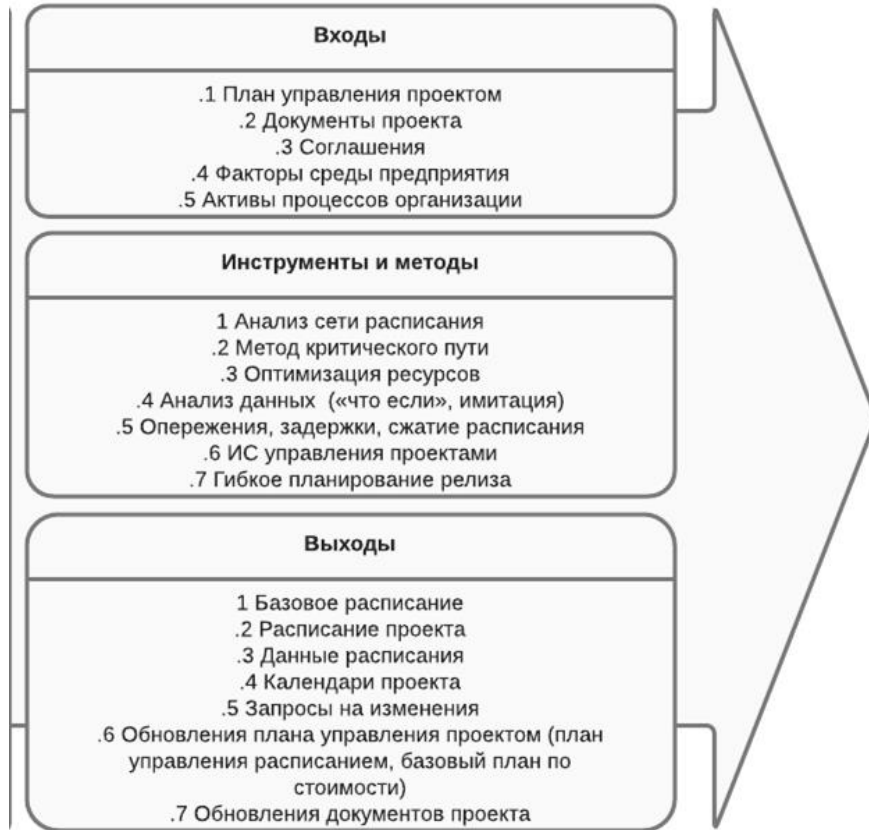 Входы
.1 План управления проектом
.2 Документы проекта
.3 Соглашения
.4 Факторы среды предприятия
.5 Активы процессов организации
Инструменты и методы
1 Анализ сети расписания
.2 Метод критического пути
.3 Оптимизация ресурсов
.4 Анализ данных («что если», имитация)
.5 Опережения, задержки, сжатие расписания
.6 ИС управления проектами
.7 Гибкое планирование релиза
Выходы
1 Базовое расписание
.2 Расписание проекта
.3 Данные расписания
.4 Календари проекта
.5 Запросы на изменения
.6 Обновления плана управления проектом (план
управления расписанием, базовый план по
стоимости)
.7 Обновления документов проекта